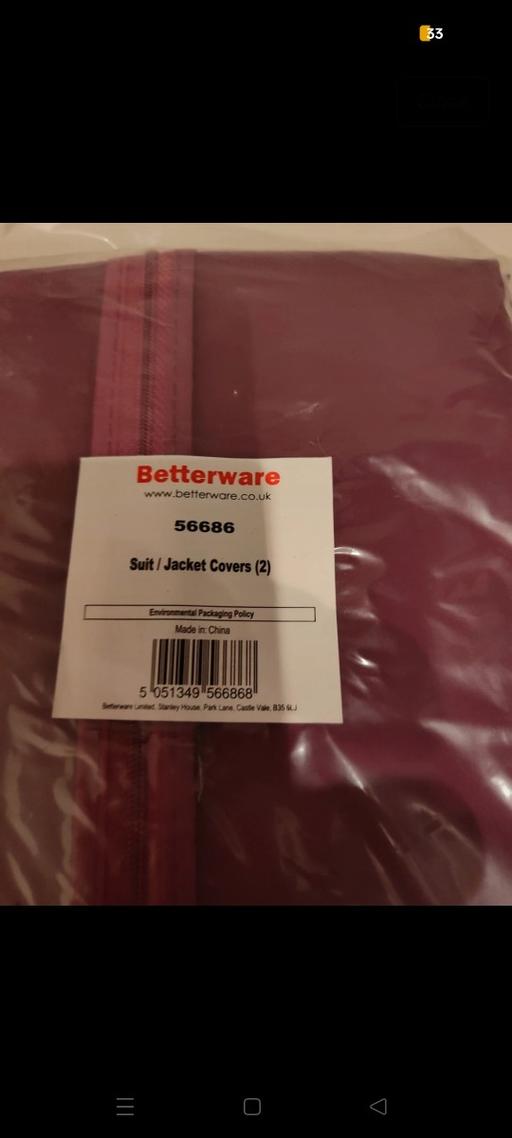 33
Betterware
www.betterware.co.uk
56686
Suit / Jacket Covers (2)
Environmental Packaging Policy
Made in: China
5 051349 566868
Betterware Limited, Stanley House, Park Lane, Castle Vale, B35 6LJ